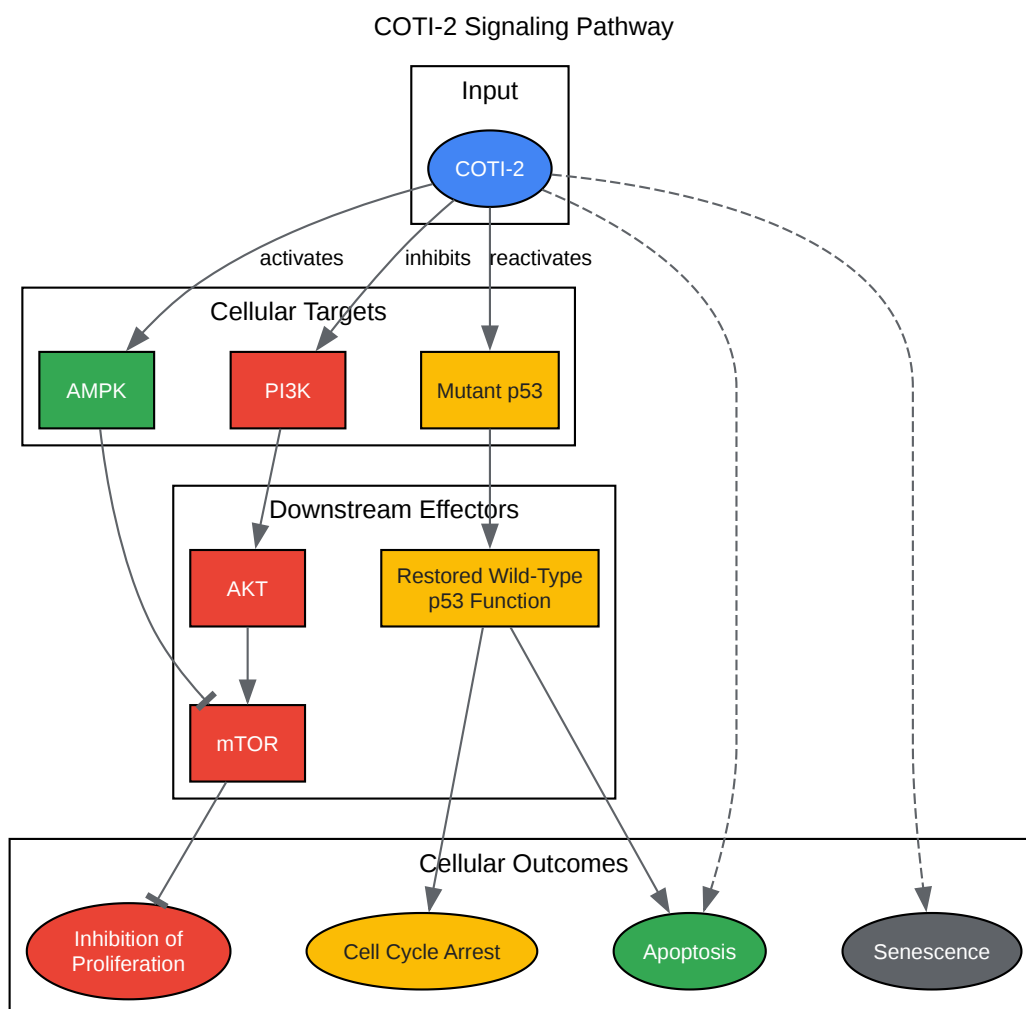 COTI-2 Signaling Pathway
Input
COTI-2
activates
inhibits
reactivates
Cellular Targets
AMPK
PI3K
Mutant p53
Downstream Effectors
AKT
Restored Wild-Type
p53 Function
mTOR
Cellular Outcomes
Inhibition of
Proliferation
Cell Cycle Arrest
Apoptosis
Senescence